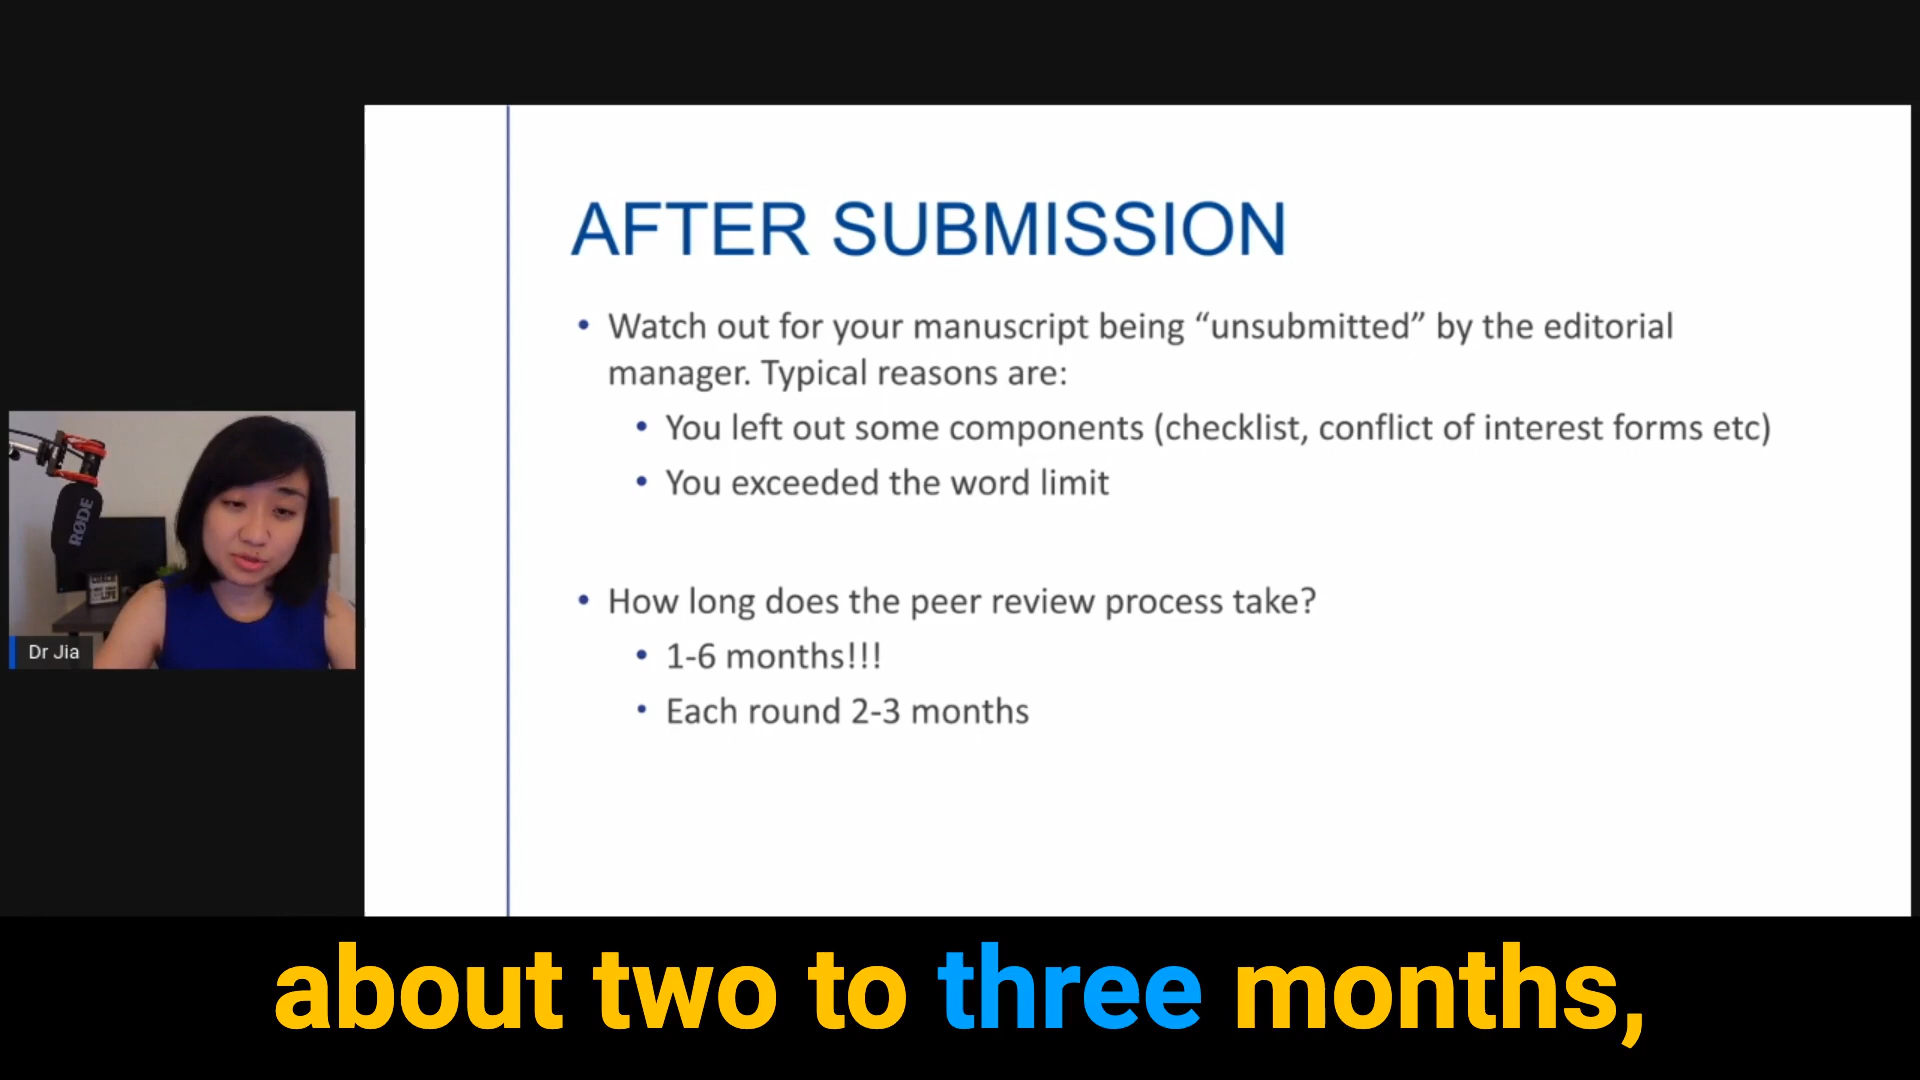 AFTER SUBMISSION
• Watch out for your manuscript being “unsubmitted” by the editorial
manager. Typical reasons are:
• You left out some components (checklist, conflict of interest forms etc)
• You exceeded the word limit
• How long does the peer review process take?
• 1-6 months!!!
• Each round 2-3 months
RØDE
Dr Jia
about two to three months,